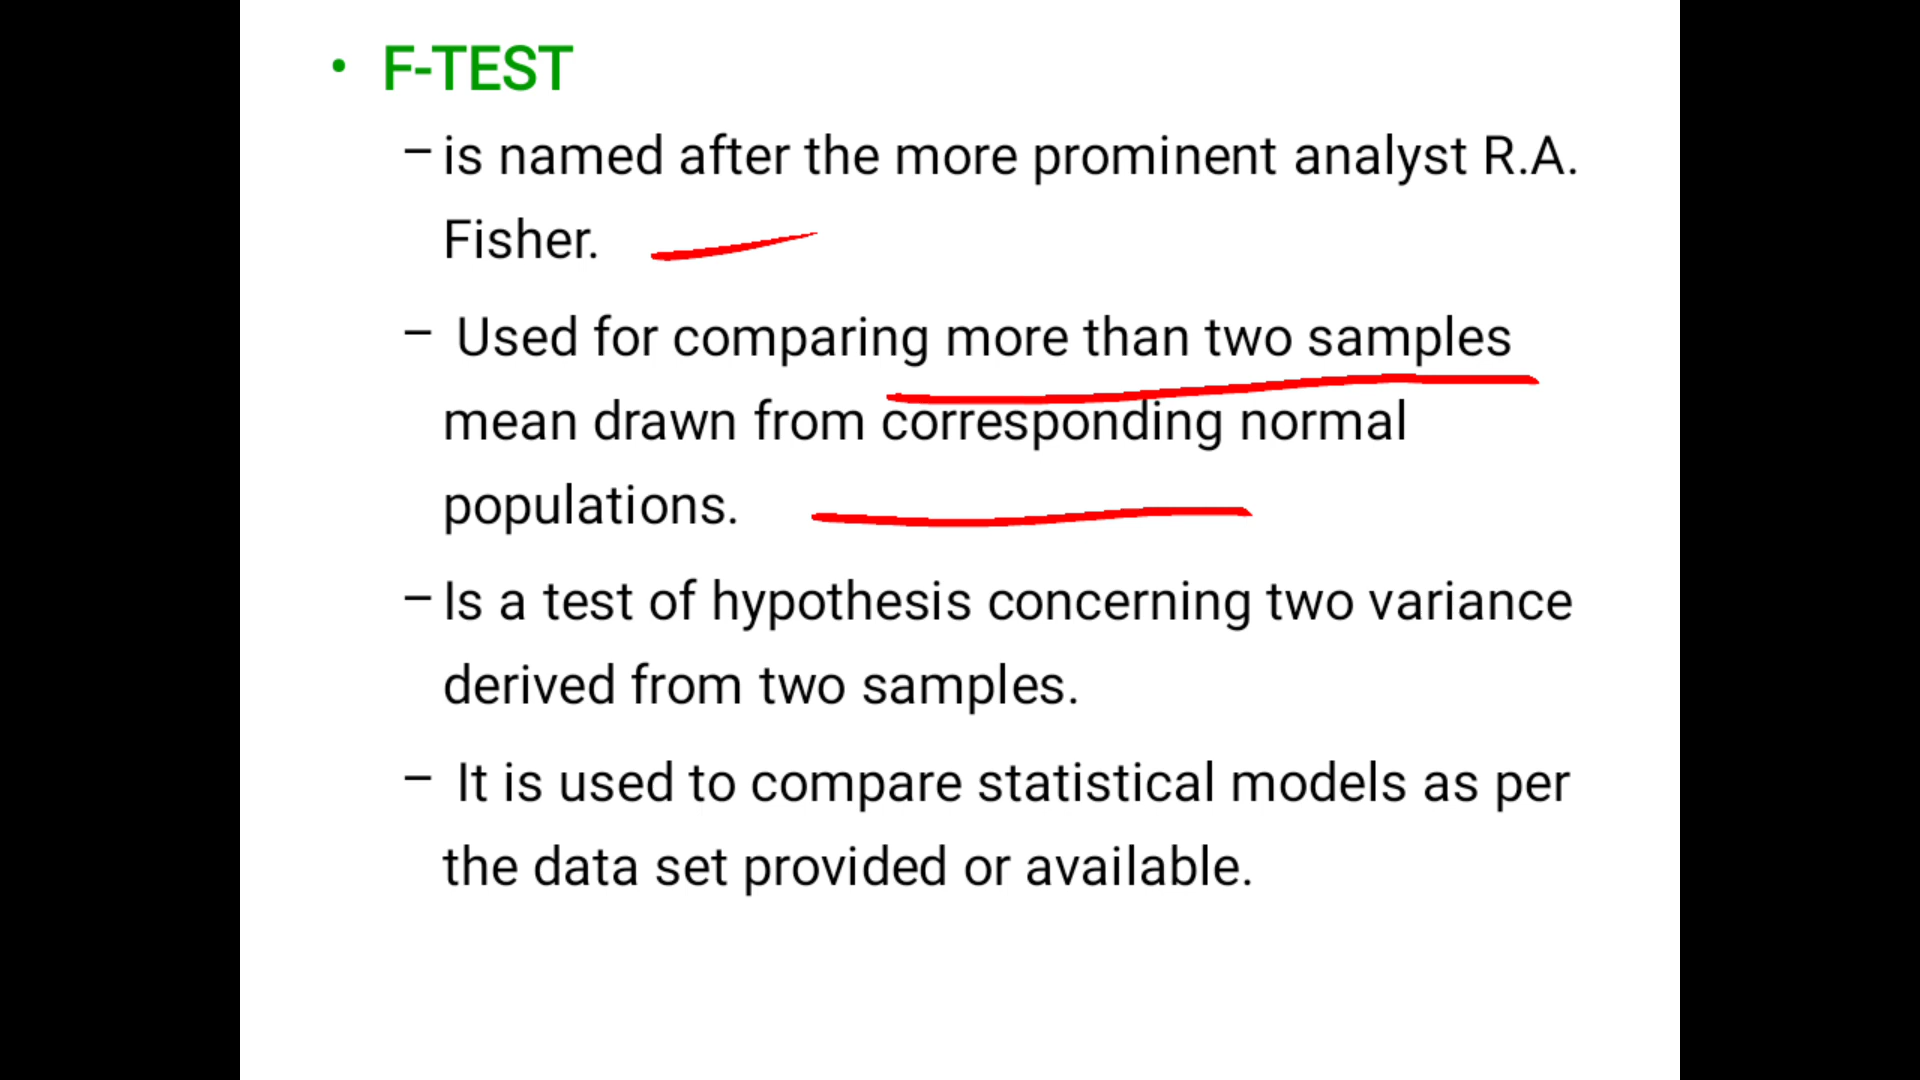 • F-TEST
– is named after the more prominent analyst R.A.
Fisher.
– Used for comparing more than two samples
mean drawn from corresponding normal
populations.
– Is a test of hypothesis concerning two variance
derived from two samples.
– It is used to compare statistical models as per
the data set provided or available.